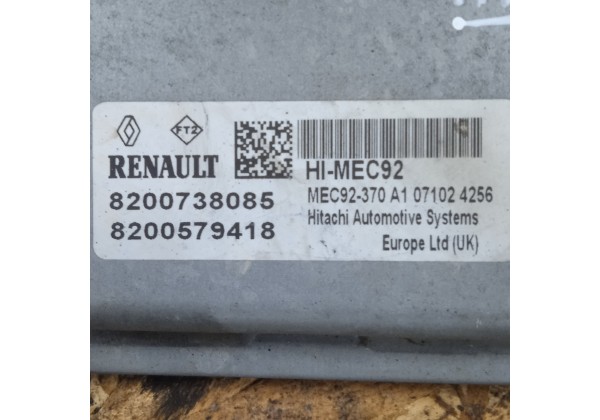 FT2
RENAULT
8200738085
8200579418
HI-MEC92
MEC92-370 A1 07102 4256
Hitachi Automotive Systems
Europe Ltd (UK)